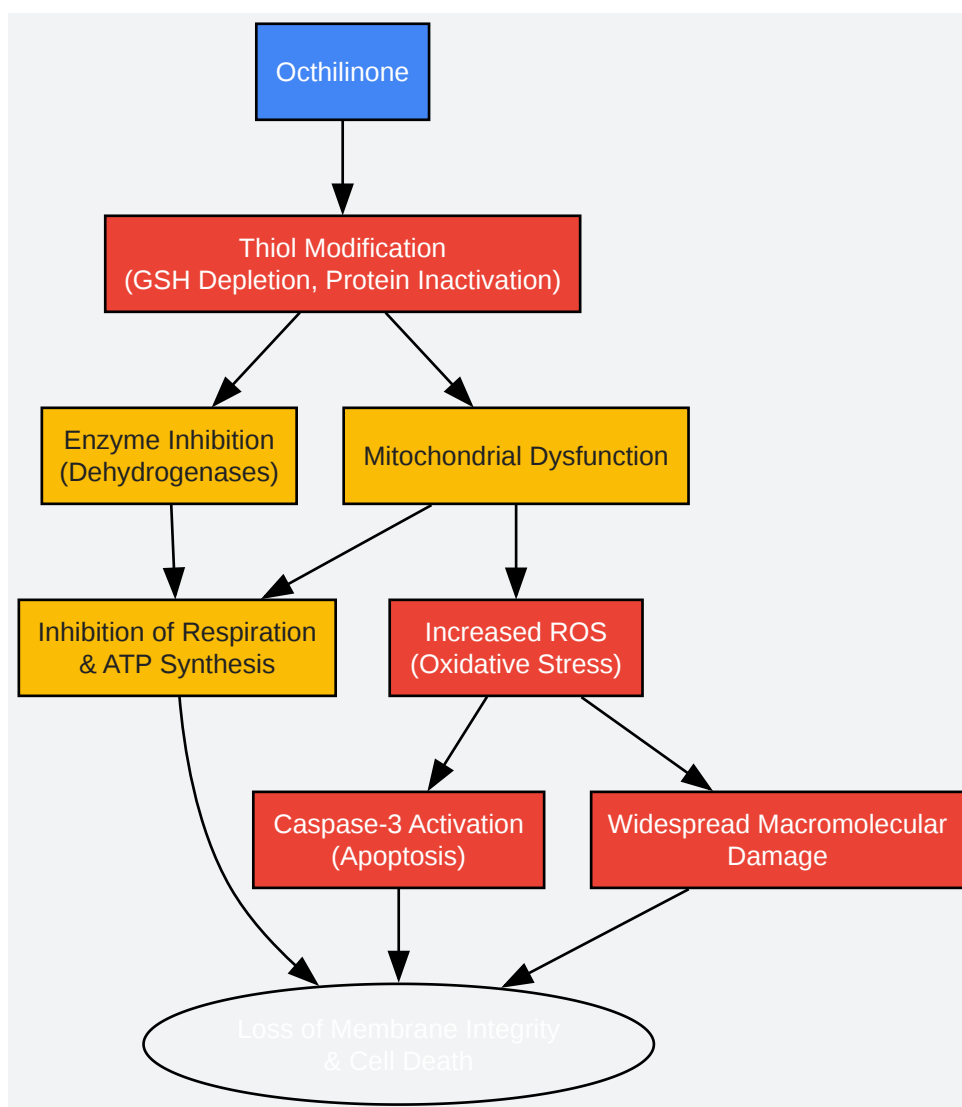 Octhilinone
Thiol Modification
(GSH Depletion, Protein Inactivation)
Enzyme Inhibition
(Dehydrogenases)
Mitochondrial Dysfunction
Inhibition of Respiration
& ATP Synthesis
Increased ROS
(Oxidative Stress)
Caspase-3 Activation
(Apoptosis)
Widespread Macromolecular
Damage
Loss of Membrane Integrity
& Cell Death